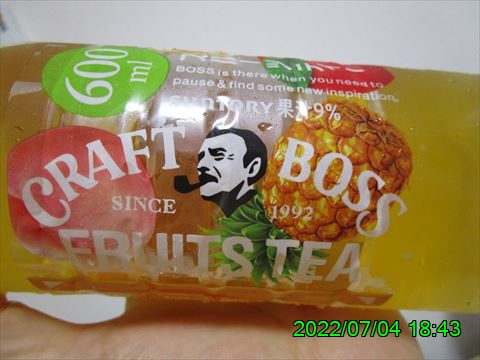 600
ml
BOSS is there when you need to
pause & find some new inspiration.
SUNTORY 果汁9%
CRAFT BOSS
SINCE 1992
FRUITS TEA
2022/07/04 18:43